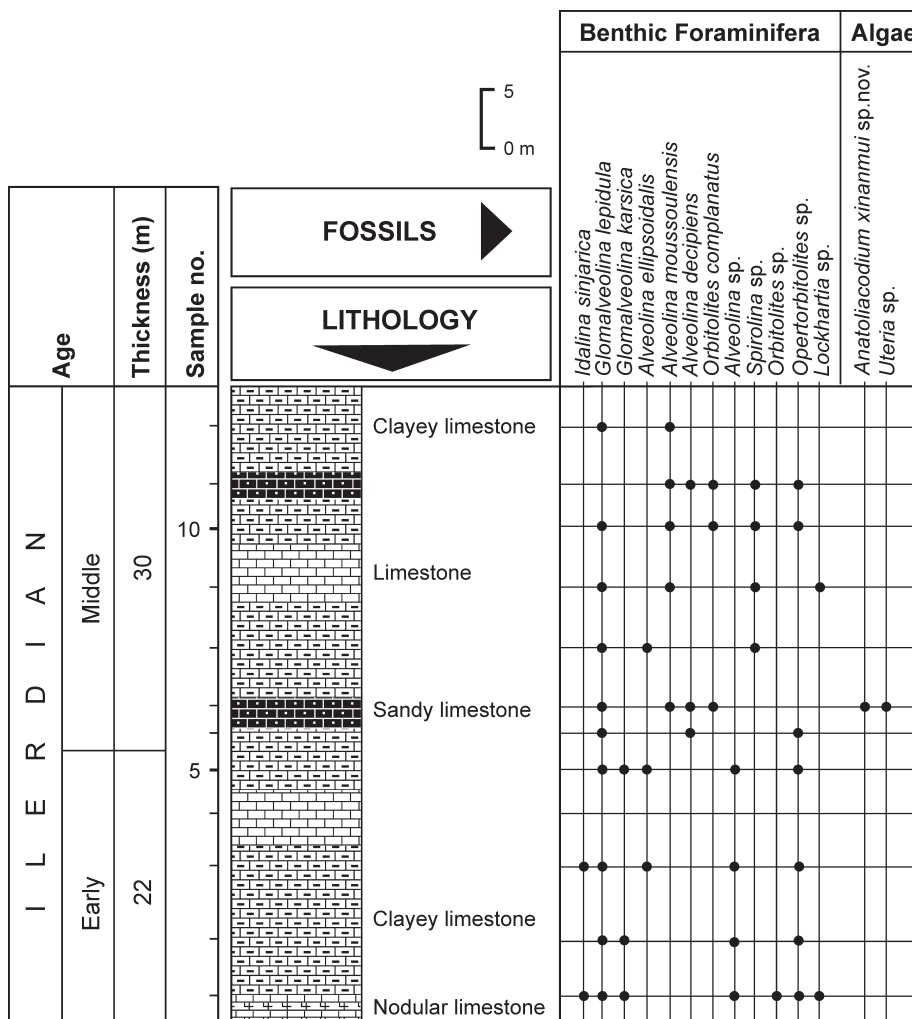 Benthic Foraminifera
Algae
5
0 m
Age
Thickness (m)
Sample no.
FOSSILS
LITHOLOGY
Idalina sinjarica
Glomalveolina lepidula
Glomalveolina karsica
Alveolina ellipsoidalis
Alveolina moussoulensis
Alveolina decipiens
Orbitolites complanatus
Alveolina sp.
Spirolina sp.
Orbitolites sp.
Opertorbitolites sp.
Lockhartia sp.
Anatoliacodium xinanmui sp.nov.
Uteria sp.
ILERDIAN
Middle
30
Early
22
10
5
Clayey limestone
Limestone
Sandy limestone
Clayey limestone
Nodular limestone